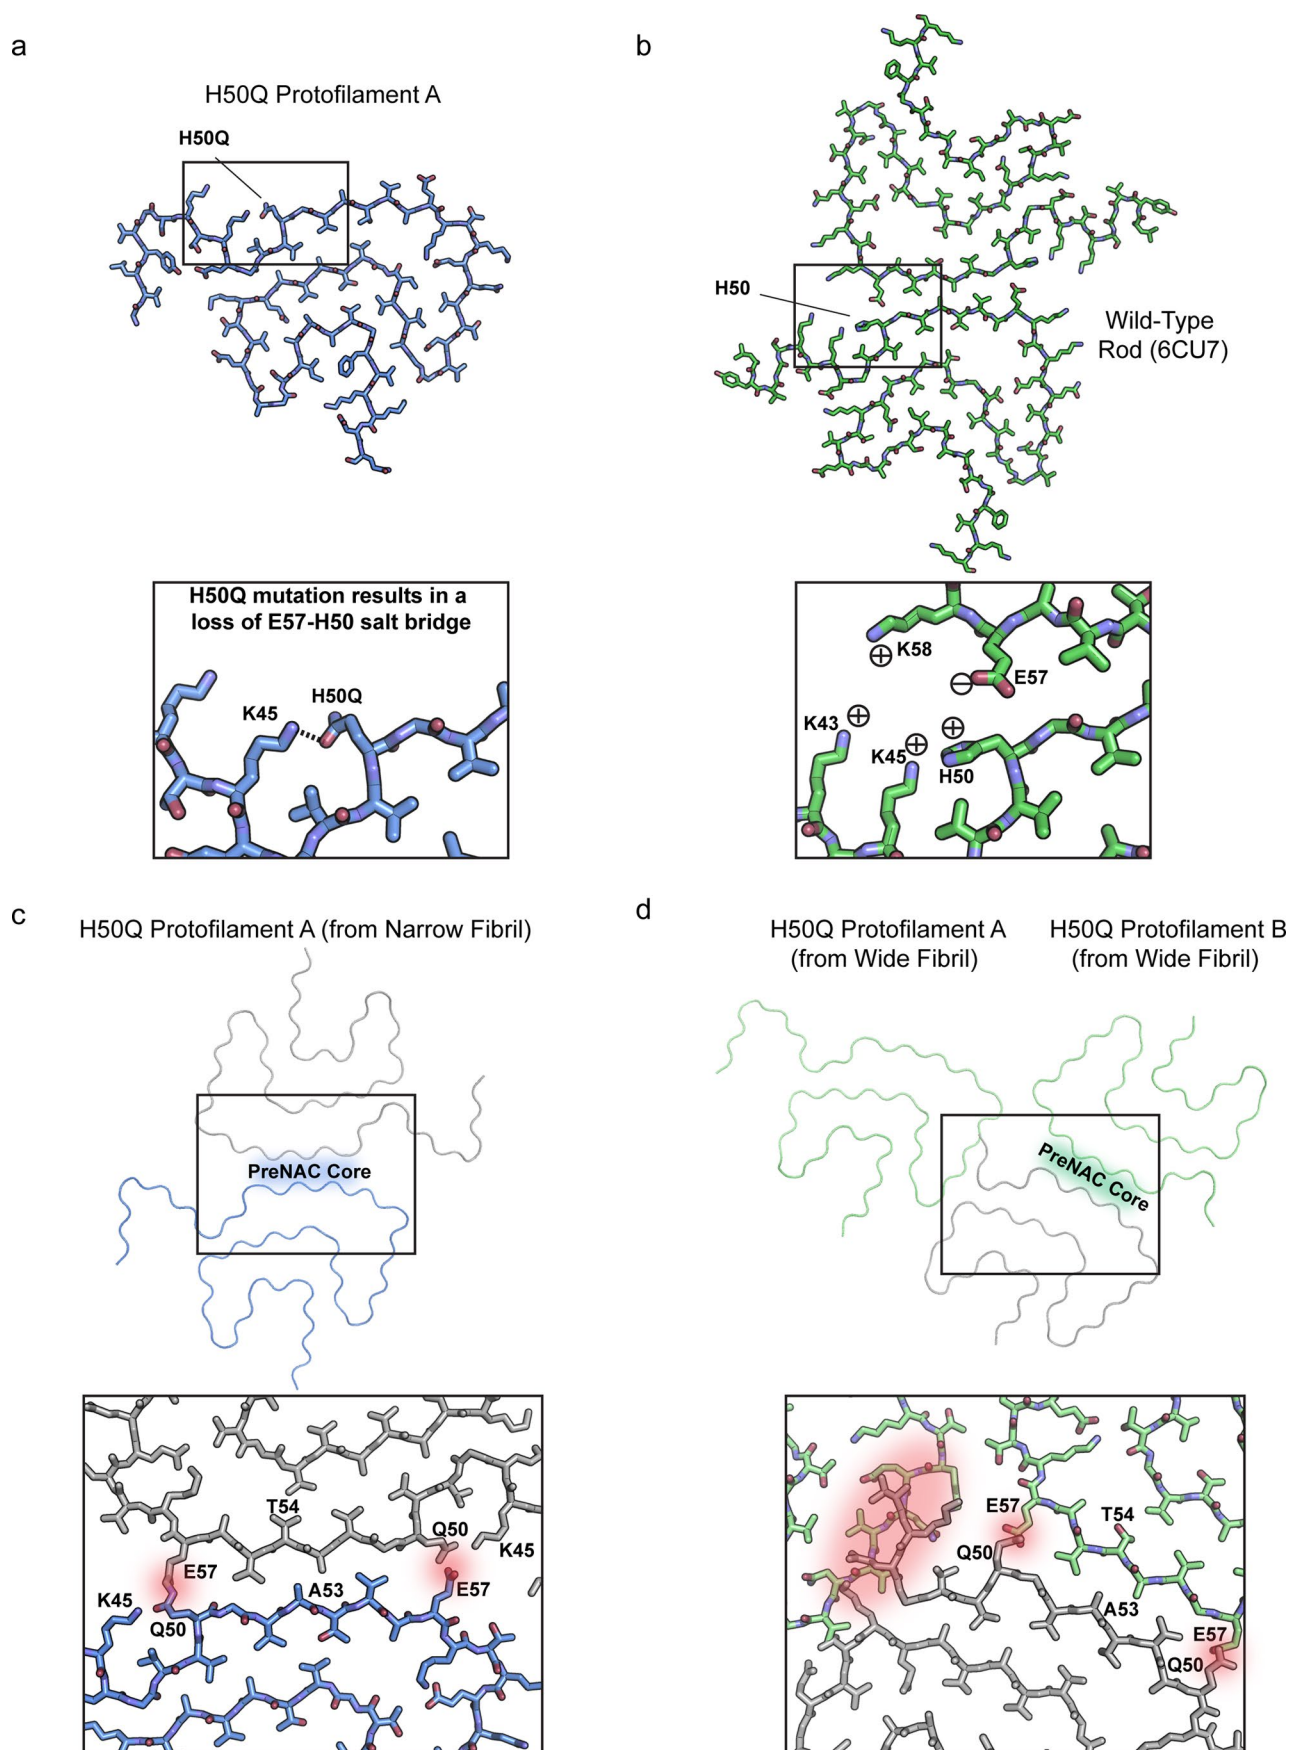 a
H50Q Protofilament A
H50Q
H50Q mutation results in a
loss of E57-H50 salt bridge
K45
H50Q
b
H50
Wild-Type
Rod (6CU7)
K58
⊕
E57
⊖
K43
⊕
K45
⊕
⊕
H50
c
H50Q Protofilament A (from Narrow Fibril)
PreNAC Core
T54
Q50
K45
E57
A53
E57
K45
Q50
d
H50Q Protofilament A
(from Wide Fibril)
H50Q Protofilament B
(from Wide Fibril)
PreNAC Core
E57
T54
Q50
A53
E57
Q50